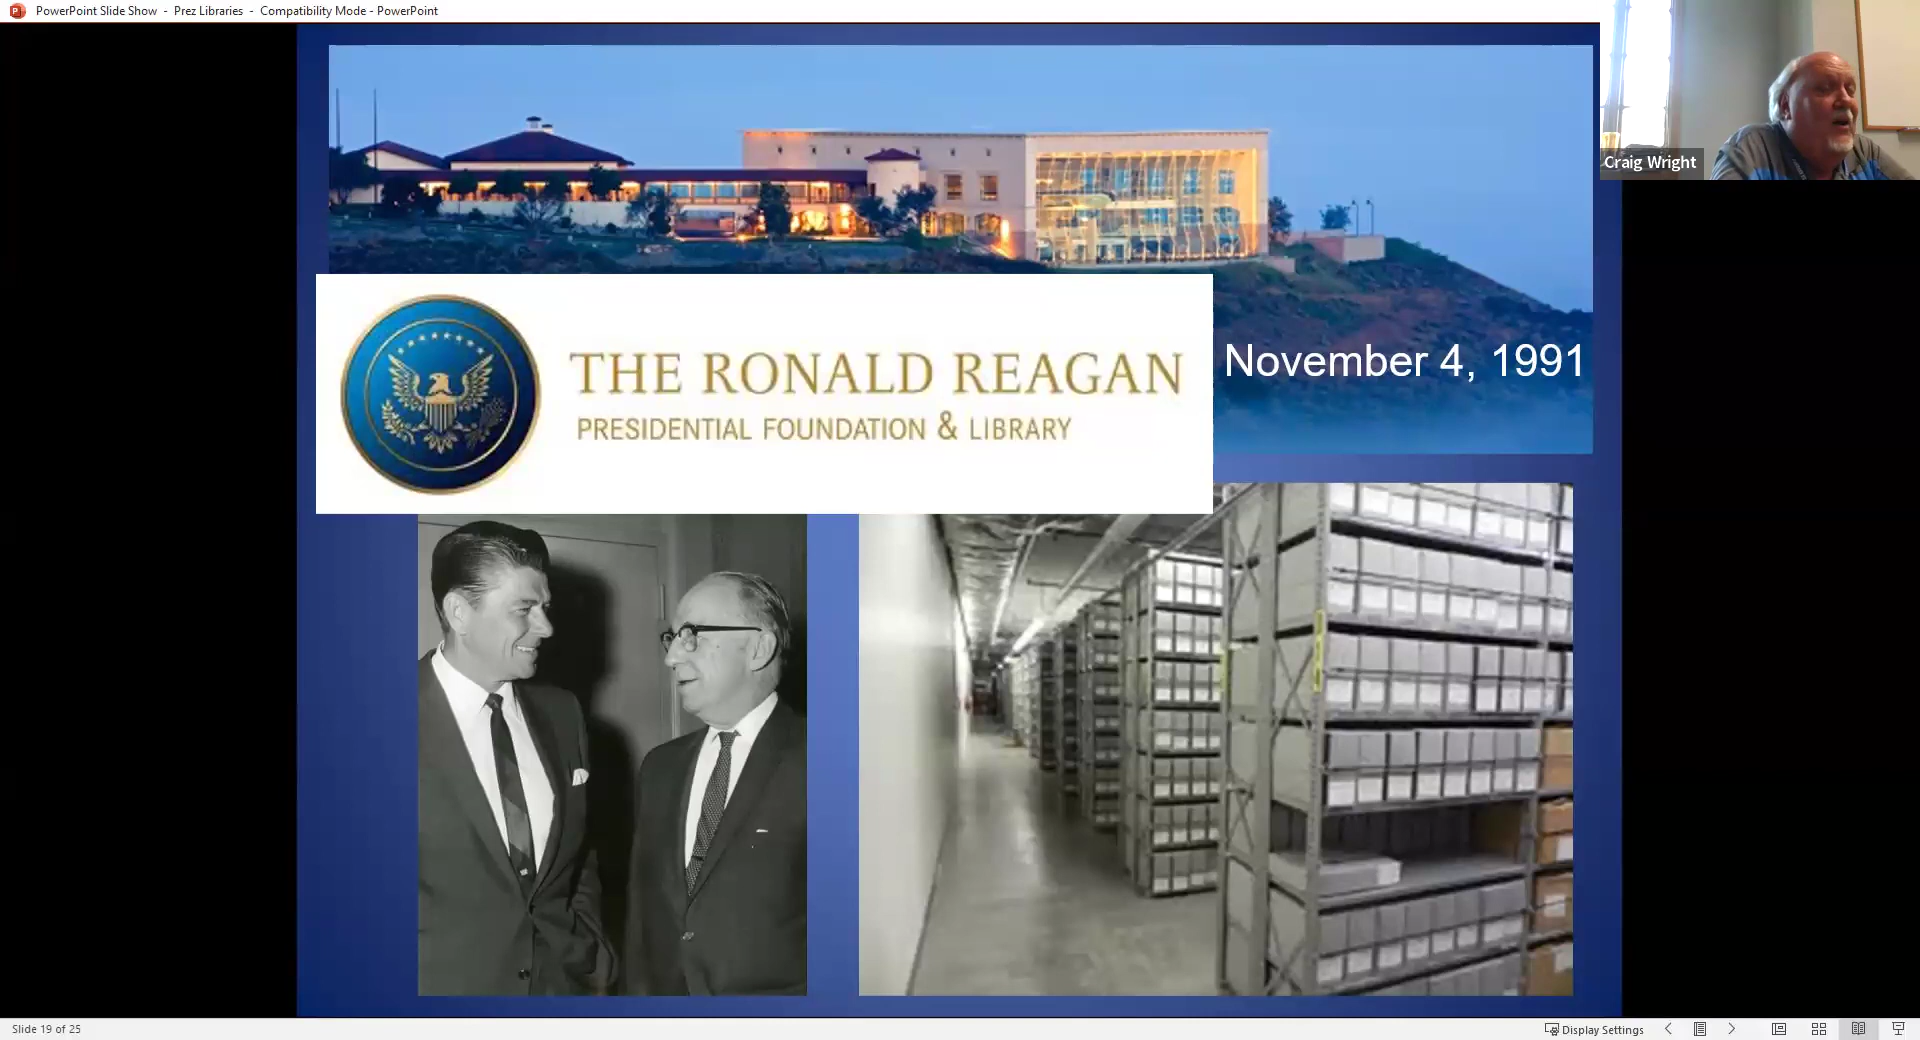 PowerPoint Slide Show - Prez Libraries - Compatibility Mode - PowerPoint
Craig Wright
THE RONALD REAGAN
PRESIDENTIAL FOUNDATION & LIBRARY
November 4, 1991
Slide 19 of 25
Display Settings